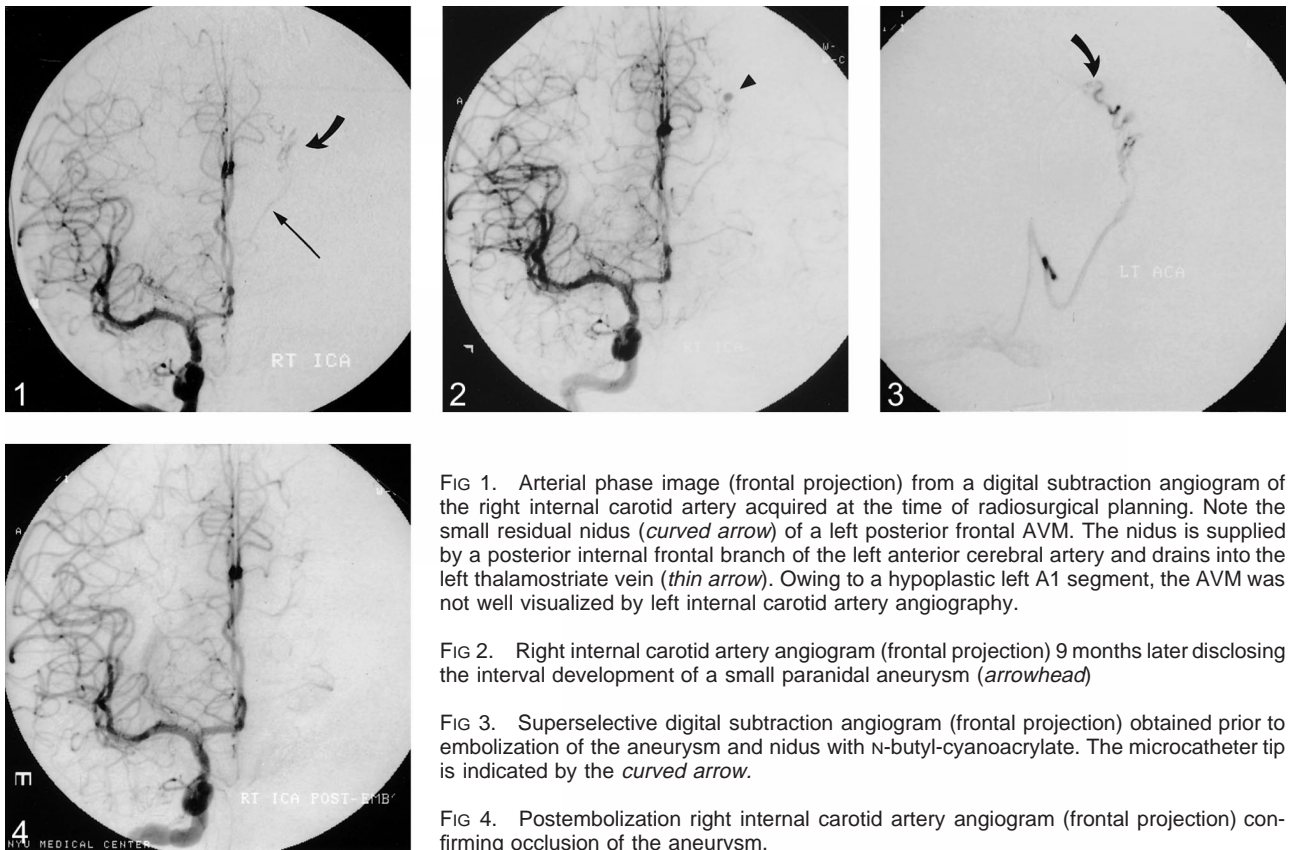 A
RT ICA
1
A
W-
-C
RT ICA
2
LT ACA
3
A
E
RT ICA POST-EMB
4
NYU MEDICAL CENTER
FIG 1. Arterial phase image (frontal projection) from a digital subtraction angiogram of
the right internal carotid artery acquired at the time of radiosurgical planning. Note the
small residual nidus (curved arrow) of a left posterior frontal AVM. The nidus is supplied
by a posterior internal frontal branch of the left anterior cerebral artery and drains into the
left thalamostriate vein (thin arrow). Owing to a hypoplastic left A1 segment, the AVM was
not well visualized by left internal carotid artery angiography.
FIG 2. Right internal carotid artery angiogram (frontal projection) 9 months later disclosing
the interval development of a small paranidal aneurysm (arrowhead)
FIG 3. Superselective digital subtraction angiogram (frontal projection) obtained prior to
embolization of the aneurysm and nidus with N-butyl-cyanoacrylate. The microcatheter tip
is indicated by the curved arrow.
FIG 4. Postembolization right internal carotid artery angiogram (frontal projection) con-
firming occlusion of the aneurysm.